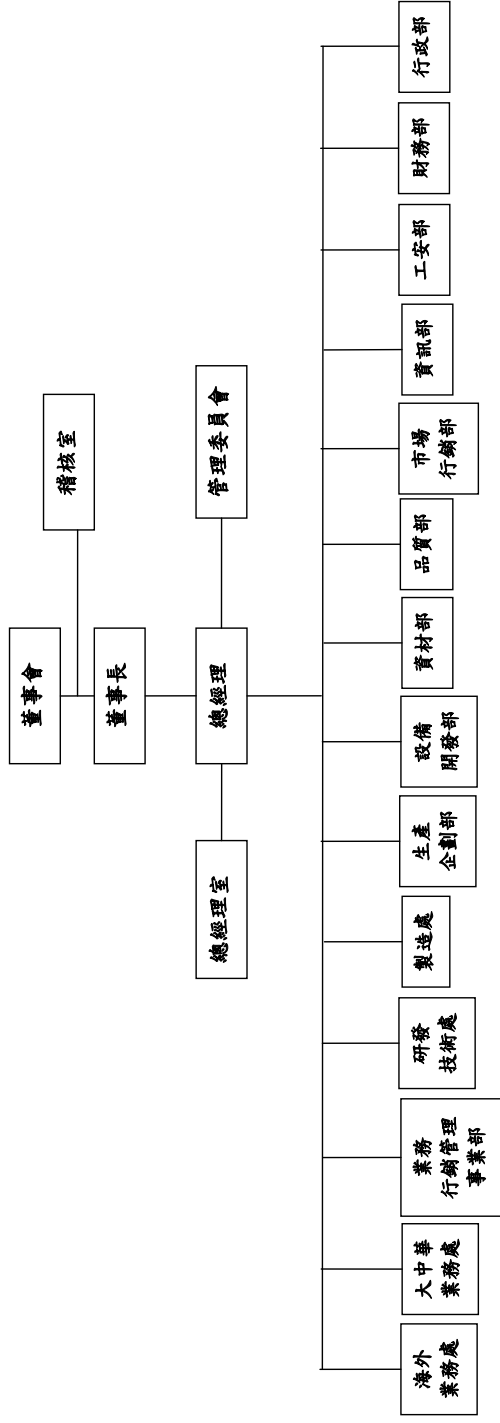 董事會
稽核室
董事長
總經理室
總經理
管理委員會
海外
業務處
大中華
業務處
業務
行銷管理
事業部
研發
技術處
製造處
生產
企劃部
設備
開發部
資材部
品質部
市場
行銷部
資訊部
工安部
財務部
行政部